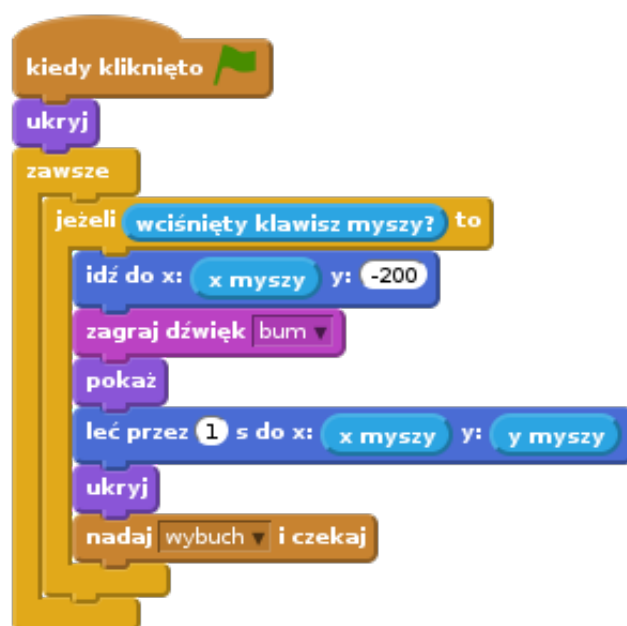 kiedy kliknięto
ukryj
zawsze
jeżeli wciśnięty klawisz myszy? to
idź do x: x myszy y: -200
zagraj dźwięk bum
pokaż
leć przez 1 s do x: x myszy y: y myszy
ukryj
nadaj wybuch i czekaj